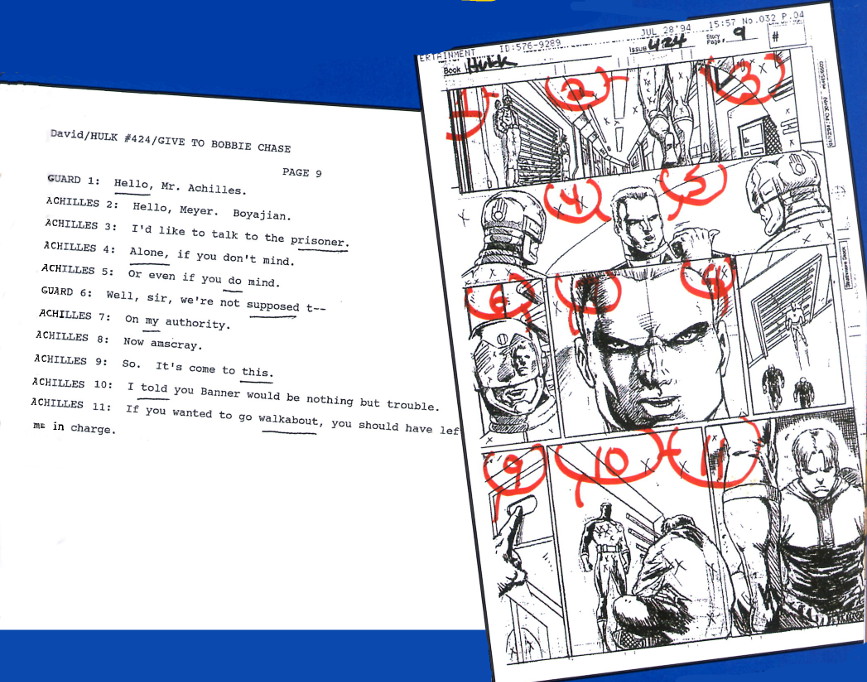 David/HULK #424/GIVE TO BOBBIE CHASE
PAGE 9
GUARD 1: Hello, Mr. Achilles.
ACHILLES 2: Hello, Meyer. Boyajian.
ACHILLES 3: I'd like to talk to the prisoner.
ACHILLES 4: Alone, if you don't mind.
ACHILLES 5: Or even if you do mind.
GUARD 6: Well, sir, we're not supposed t--
ACHILLES 7: On my authority.
ACHILLES 8: Now amscray.
ACHILLES 9: So. It's come to this.
ACHILLES 10: I told you Banner would be nothing but trouble.
ACHILLES 11: If you wanted to go walkabout, you should have lef
me in charge.
ERTAINMENT ID:576-9289 JUL 28'94 15:57 No.032 P.04
Book Hulk Issue 424 Story Page# 9 #
1 2 3
4 5
6 7 8
9 10 11